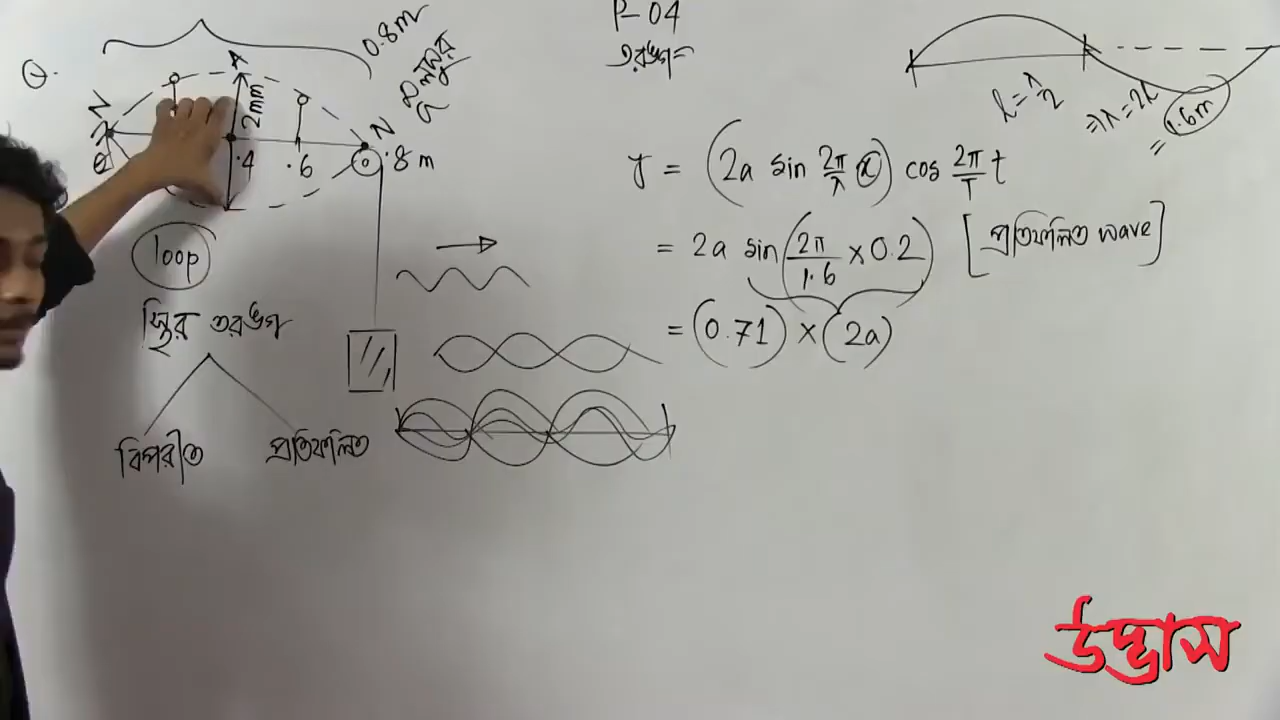 P-04
তরঙ্গ=
Q.
0.8m
A
2mm
N
N
.4
.6
.8 m
l = λ/2
⇒ λ = 2l
= 1.6m
y = (2a sin 2π/λ x) cos 2π/T t
= 2a sin(2π/1.6 × 0.2) [প্রতিফলিত wave]
= (0.71) × (2a)
loop
স্থির তরঙ্গ
বিপরীত প্রতিফলিত
উদ্ভাস